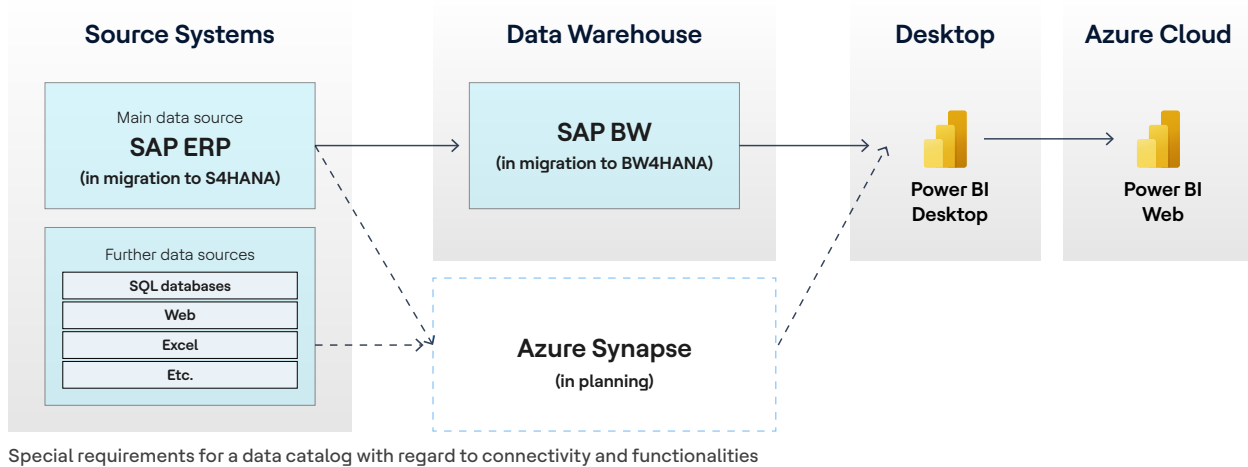 Source Systems
Main data source
SAP ERP
(in migration to S4HANA)
Further data sources
SQL databases
Web
Excel
Etc.
Data Warehouse
SAP BW
(in migration to BW4HANA)
Azure Synapse
(in planning)
Desktop
Power BI
Desktop
Azure Cloud
Power BI
Web
Special requirements for a data catalog with regard to connectivity and functionalities